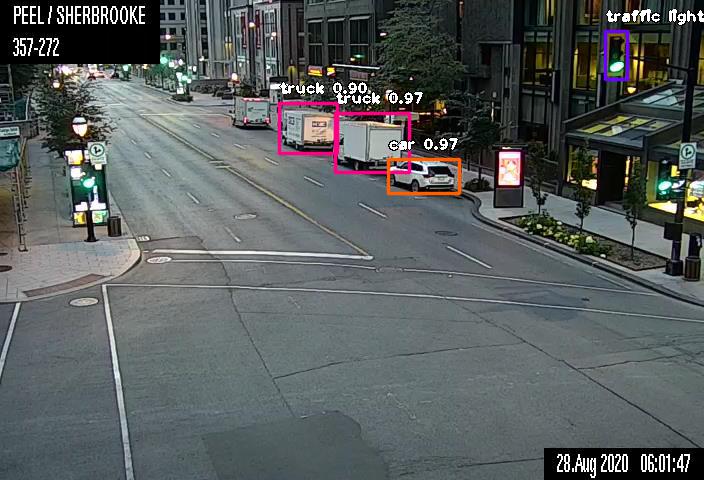 PEEL / SHERBROOKE
357-272
traffic light
truck 0.90
truck 0.97
car 0.97
28.Aug 2020 06:01:47